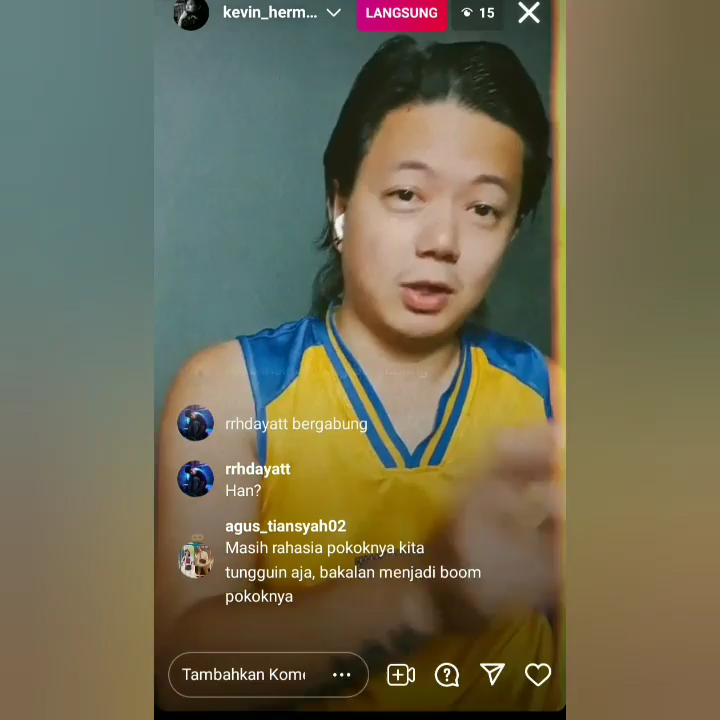 kevin_herm...
LANGSUNG
15
rrhdayatt bergabung
rrhdayatt
Han?
agus_tiansyah02
Masih rahasia pokoknya kita
tungguin aja, bakalan menjadi boom
pokoknya
Tambahkan Kome